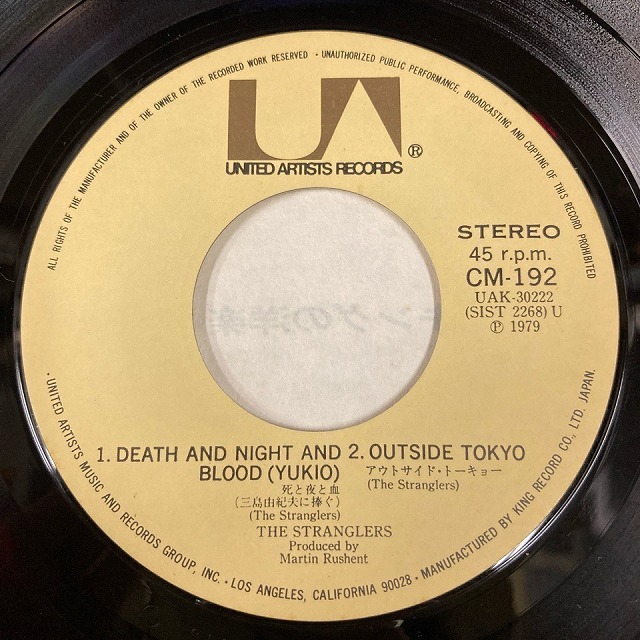 ALL RIGHTS OF THE MANUFACTURER AND OF THE OWNER OF THE RECORDED WORK RESERVED • UNAUTHORIZED PUBLIC PERFORMANCE, BROADCASTING AND COPYING OF THIS RECORD PROHIBITED
UA
UNITED ARTISTS RECORDS ®
STEREO
45 r.p.m.
CM-192
UAK-30222
(SIST 2268) U
Ⓟ 1979
1. DEATH AND NIGHT AND
BLOOD (YUKIO)
死と夜と血
(三島由紀夫に捧ぐ)
(The Stranglers)
2. OUTSIDE TOKYO
アウトサイド・トーキョー
(The Stranglers)
THE STRANGLERS
Produced by
Martin Rushent
• UNITED ARTISTS MUSIC AND RECORDS GROUP, INC. • LOS ANGELES, CALIFORNIA 90028 • MANUFACTURED BY KING RECORD CO., LTD. JAPAN.